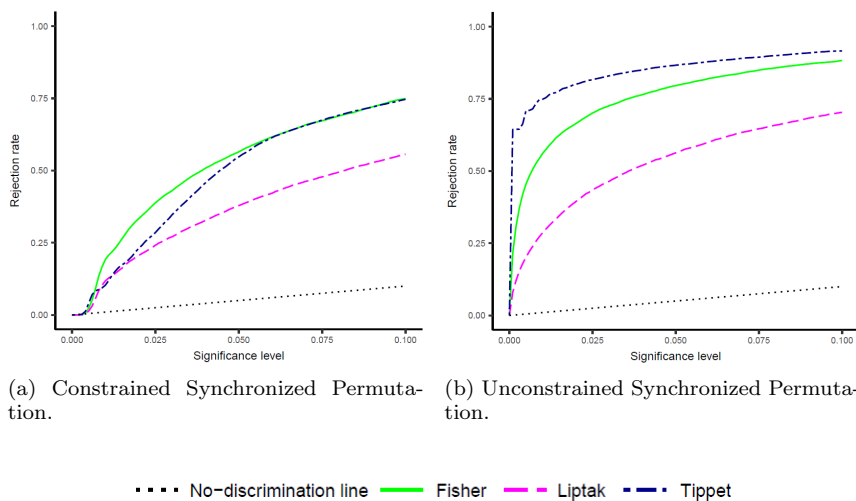 1.00
0.75
0.50
0.25
0.00
Rejection rate
0.000 0.025 0.050 0.075 0.100
Significance level
(a) Constrained Synchronized Permuta-
tion.
1.00
0.75
0.50
0.25
0.00
Rejection rate
0.000 0.025 0.050 0.075 0.100
Significance level
(b) Unconstrained Synchronized Permuta-
tion.
No-discrimination line Fisher Liptak Tippet